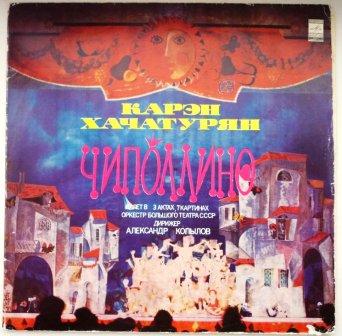 КАРЭН
ХАЧАТУРЯН
ЧИПОЛЛИНО
БАЛЕТ В 3 АКТАХ, 7 КАРТИНАХ
ОРКЕСТР БОЛЬШОГО ТЕАТРА СССР
ДИРИЖЕР
АЛЕКСАНДР КОПЫЛОВ